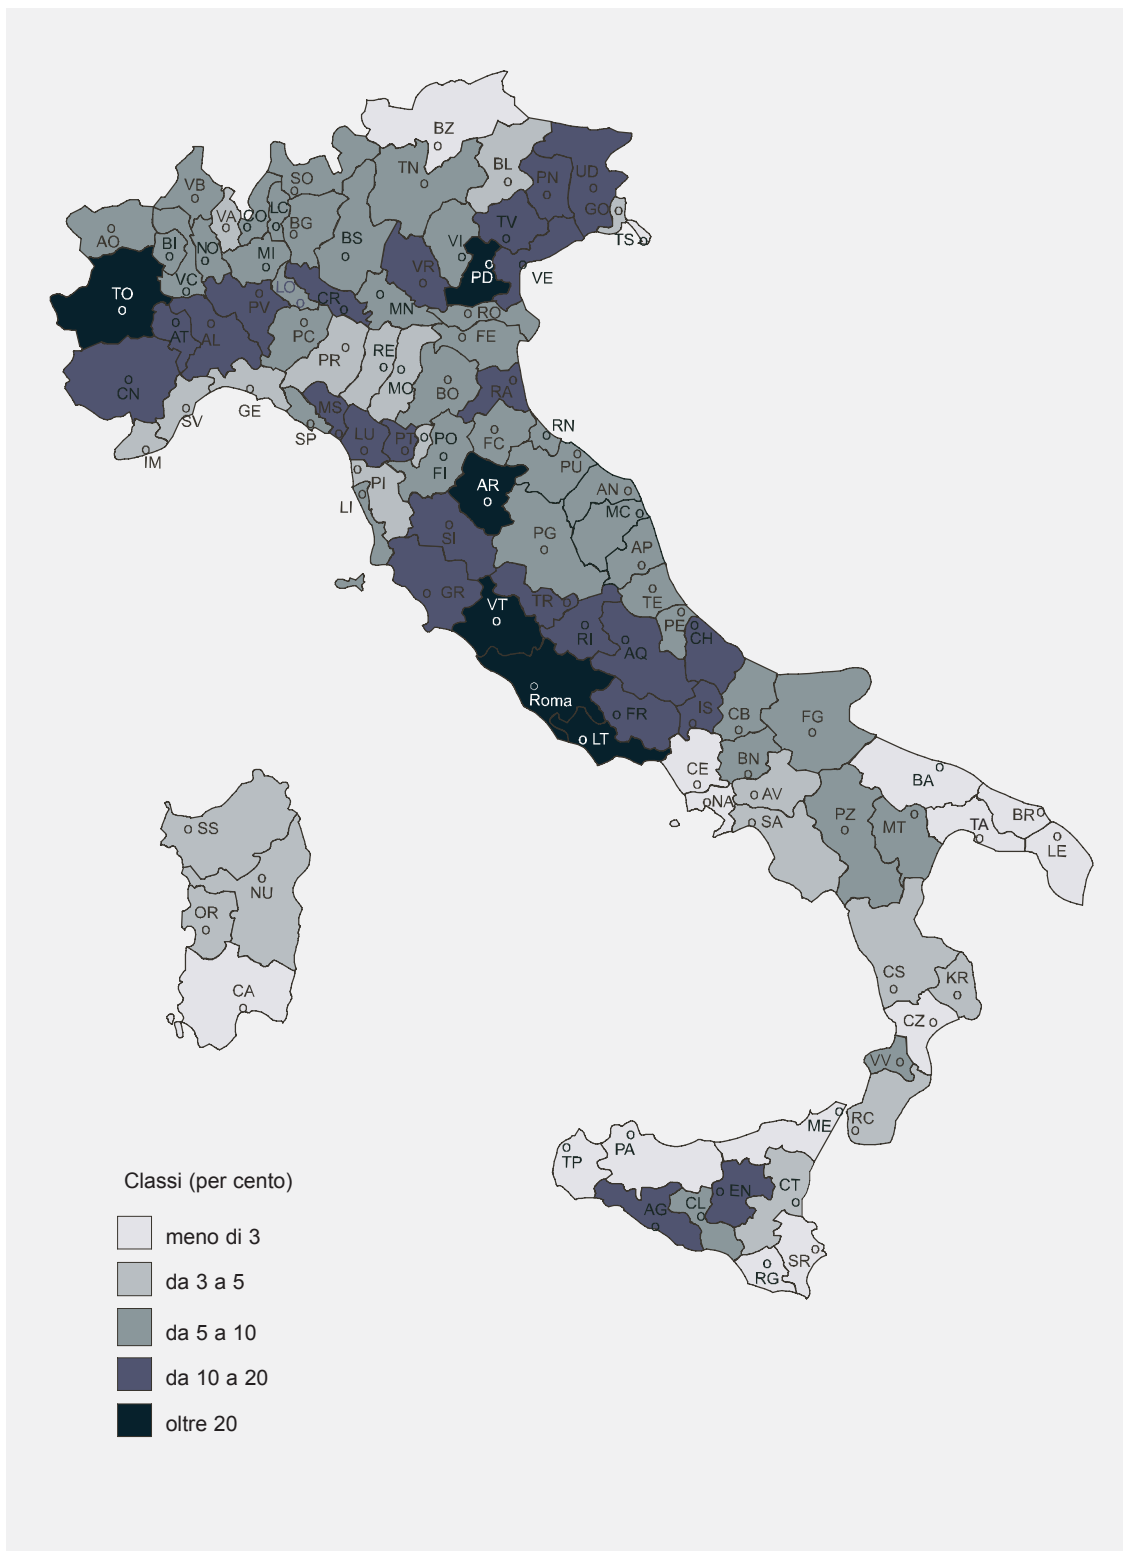 BZ
BL
TN
PN
UD
SO
VB
VA
CO
LC
BG
GO
TV
AO
BI
NO
MI
BS
VI
TS
VC
LO
VR
PD
VE
TO
PV
CR
MN
RO
AT
AL
PC
FE
PR
RE
MO
CN
BO
RA
SV
GE
MS
SP
LU
PT
PO
FC
RN
IM
FI
PU
PI
AR
AN
LI
MC
SI
PG
AP
GR
VT
TR
TE
RI
PE
CH
AQ
Roma
FR
IS
CB
FG
LT
CE
BN
BA
NA
AV
SS
SA
PZ
MT
TA
BR
LE
NU
OR
CS
KR
CA
CZ
VV
ME
RC
TP
PA
CT
EN
CL
AG
SR
RG
Classi (per cento)
meno di 3
da 3 a 5
da 5 a 10
da 10 a 20
oltre 20